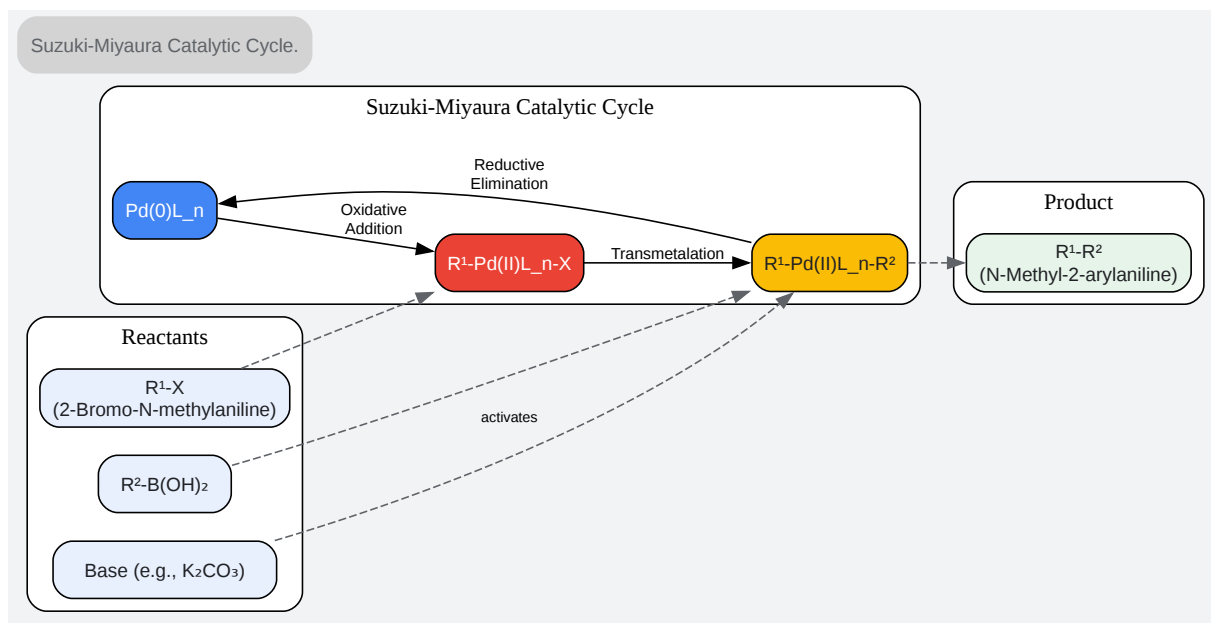 Suzuki-Miyaura Catalytic Cycle.
Suzuki-Miyaura Catalytic Cycle
Reductive
Elimination
Pd(0)L_n
Oxidative
Addition
R¹-Pd(II)L_n-X
Transmetalation
R¹-Pd(II)L_n-R²
Product
R¹-R²
(N-Methyl-2-arylaniline)
Reactants
R¹-X
(2-Bromo-N-methylaniline)
activates
R²-B(OH)₂
Base (e.g., K₂CO₃)